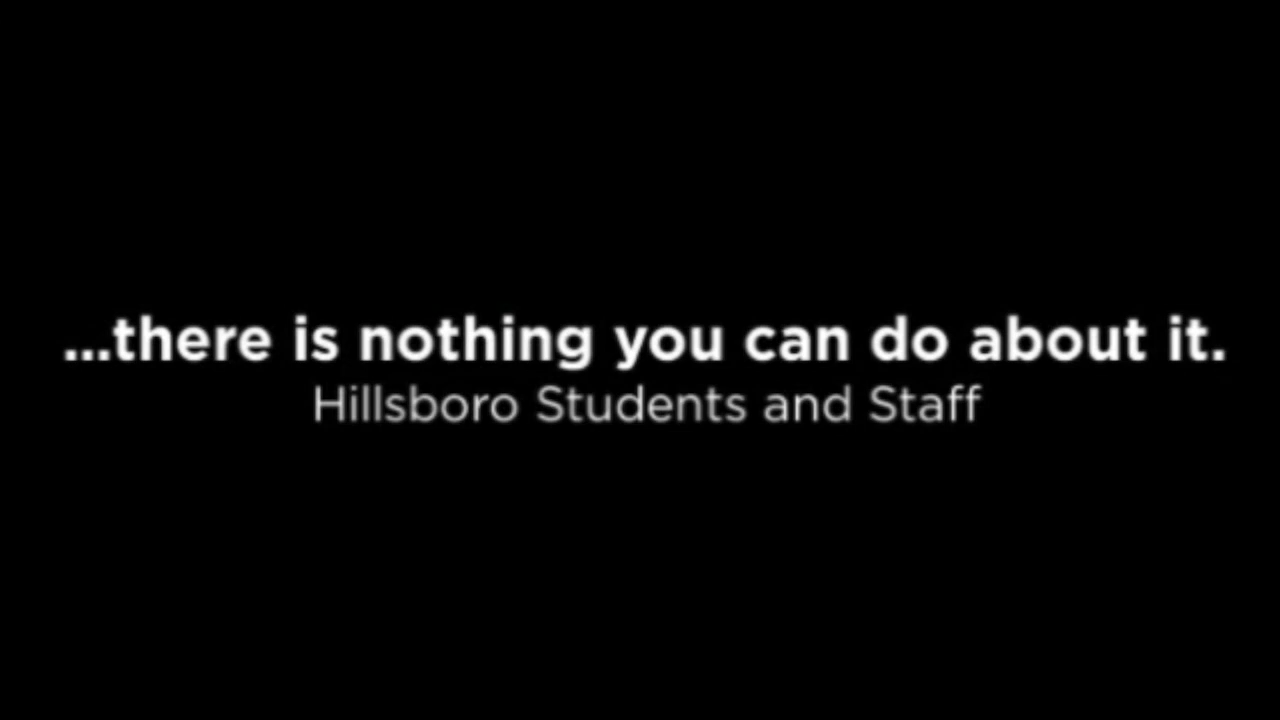 ...there is nothing you can do about it.
Hillsboro Students and Staff